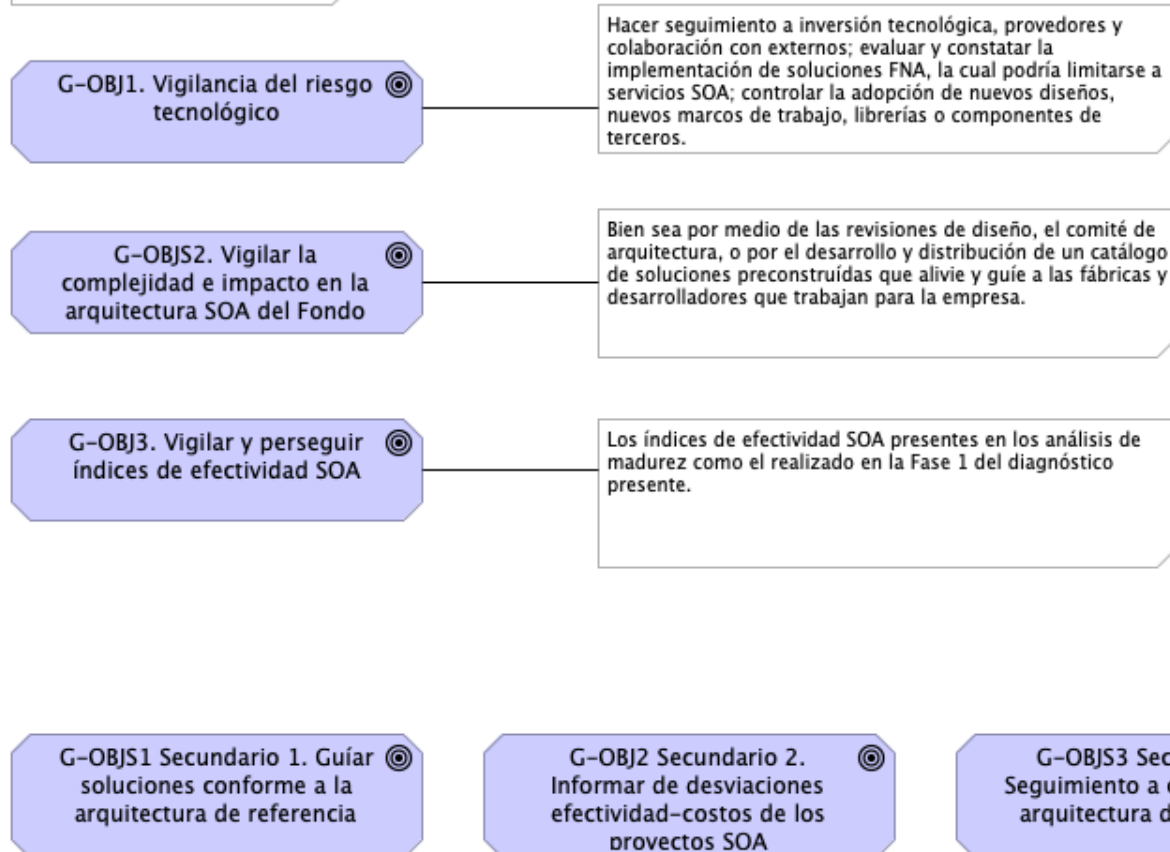 G-OBJ1. Vigilancia del riesgo
tecnológico
Hacer seguimiento a inversión tecnológica, provedores y
colaboración con externos; evaluar y constatar la
implementación de soluciones FNA, la cual podría limitarse a
servicios SOA; controlar la adopción de nuevos diseños,
nuevos marcos de trabajo, librerías o componentes de
terceros.
G-OBJS2. Vigilar la
complejidad e impacto en la
arquitectura SOA del Fondo
Bien sea por medio de las revisiones de diseño, el comité de
arquitectura, o por el desarrollo y distribución de un catálogo
de soluciones preconstruídas que alivie y guíe a las fábricas y
desarrolladores que trabajan para la empresa.
G-OBJ3. Vigilar y perseguir
índices de efectividad SOA
Los índices de efectividad SOA presentes en los análisis de
madurez como el realizado en la Fase 1 del diagnóstico
presente.
G-OBJS1 Secundario 1. Guíar
soluciones conforme a la
arquitectura de referencia
G-OBJ2 Secundario 2.
Informar de desviaciones
efectividad-costos de los
proyectos SOA
G-OBJS3
Seguimiento a
arquitectura